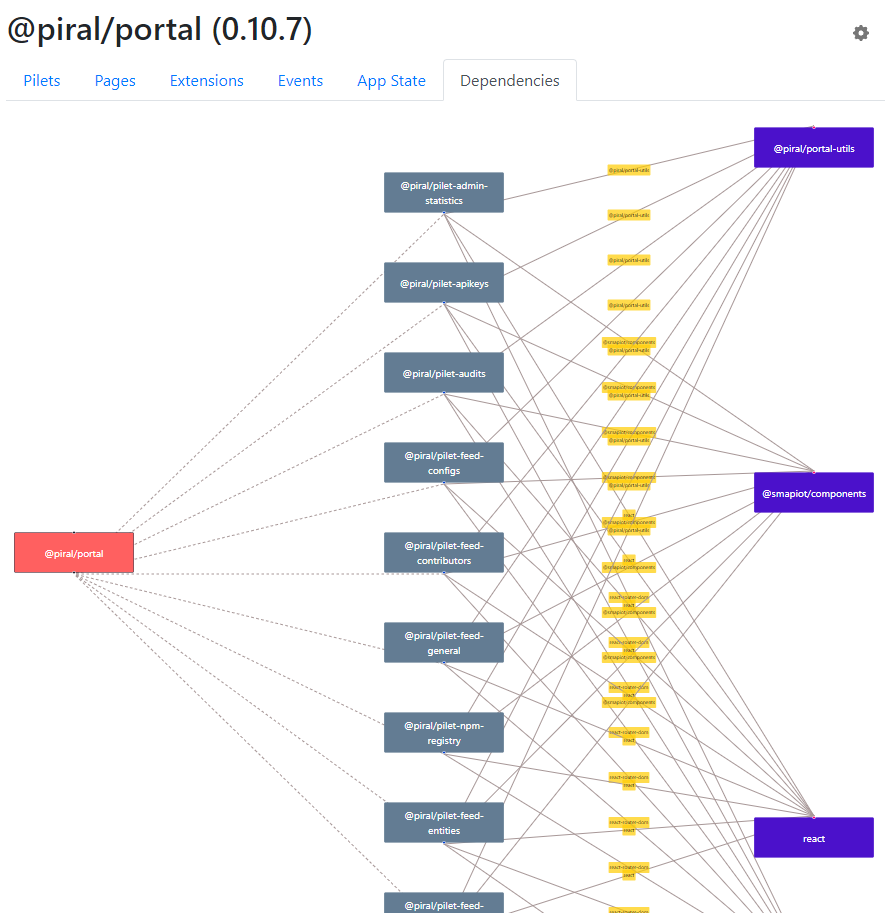 @piral/portal (0.10.7)
Pilets
Pages
Extensions
Events
App State
Dependencies
@piral/portal
@piral/pilet-admin-
statistics
@piral/pilet-apikeys
@piral/pilet-audits
@piral/pilet-feed-
configs
@piral/pilet-feed-
contributors
@piral/pilet-feed-
general
@piral/pilet-npm-
registry
@piral/pilet-feed-
entities
@piral/pilet-feed-
@piral/portal-utils
@piral/portal-utils
@piral/portal-utils
@piral/portal-utils
@smapiot/components
@piral/portal-utils
@smapiot/components
@piral/portal-utils
@smapiot/components
@piral/portal-utils
@smapiot/components
@piral/portal-utils
react
@smapiot/components
@piral/portal-utils
react
@smapiot/components
react-router-dom
react
@smapiot/components
react-router-dom
react
@smapiot/components
react-router-dom
react
@smapiot/components
react-router-dom
react
react-router-dom
react
react-router-dom
react
react-router-dom
react
react-router-dom
@piral/portal-utils
@smapiot/components
react